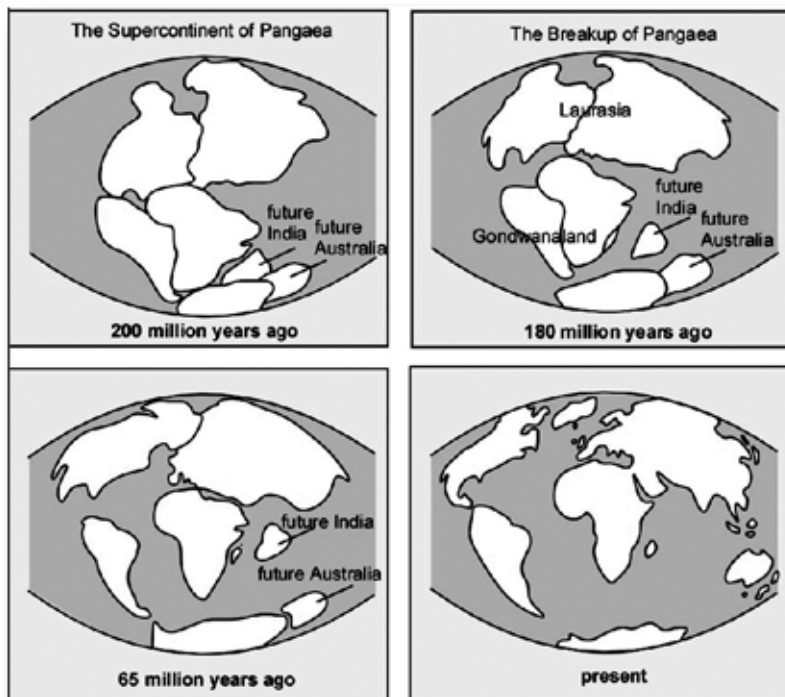 The Supercontinent of Pangaea
future
India
future
Australia
200 million years ago
The Breakup of Pangaea
Laurasia
future
India
future
Australia
Gondwanaland
180 million years ago
future India
future Australia
65 million years ago
present